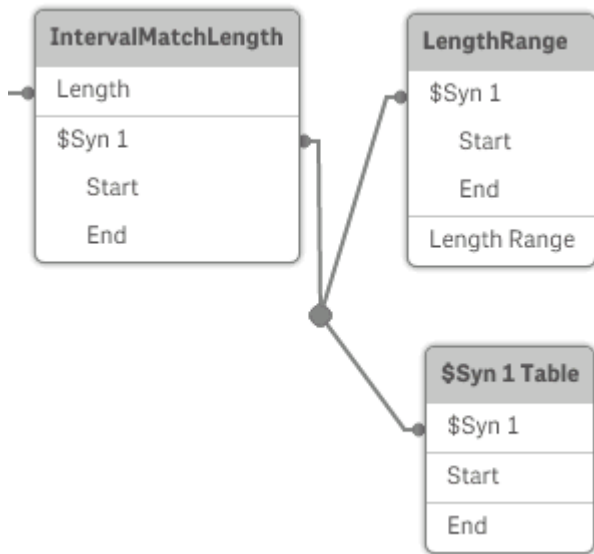 IntervalMatchLength
Length
$Syn 1
Start
End
LengthRange
$Syn 1
Start
End
Length Range
$Syn 1 Table
$Syn 1
Start
End